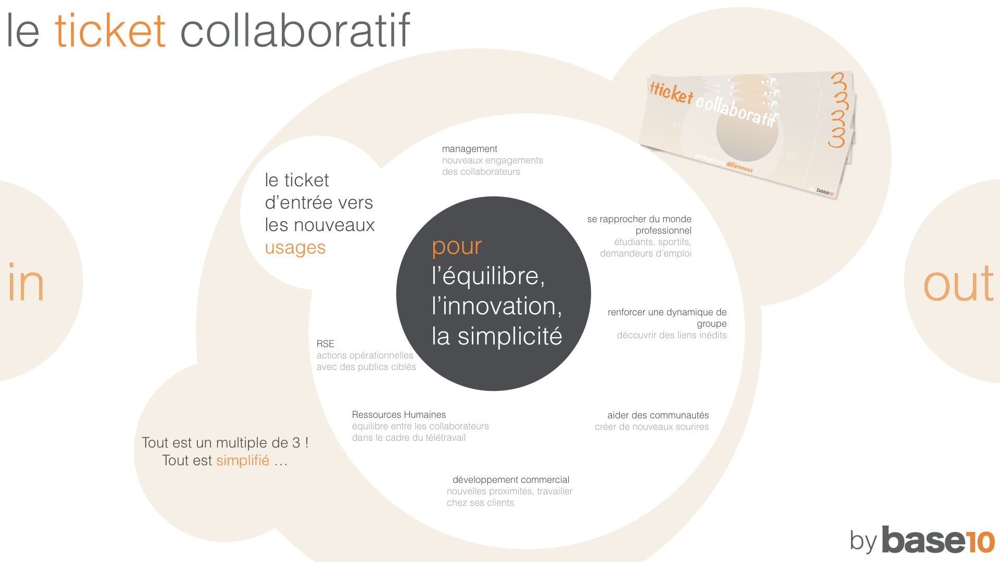 le ticket collaboratif
ticket collaboratif
in
out
partagez vos différences !
by base10
3
3
3
3
management
nouveaux engagements
des collaborateurs
le ticket
d’entrée vers
les nouveaux
usages
se rapprocher du monde
professionnel
étudiants, sportifs,
demandeurs d’emploi
pour
l’équilibre,
l’innovation,
la simplicité
in
out
renforcer une dynamique de
groupe
découvrir des liens inédits
RSE
actions opérationnelles
avec des publics ciblés
Ressources Humaines
équilibre entre les collaborateurs
dans le cadre du télétravail
aider des communautés
créer de nouveaux sourires
Tout est un multiple de 3 !
Tout est simplifié …
développement commercial
nouvelles proximités, travailler
chez ses clients
by base10